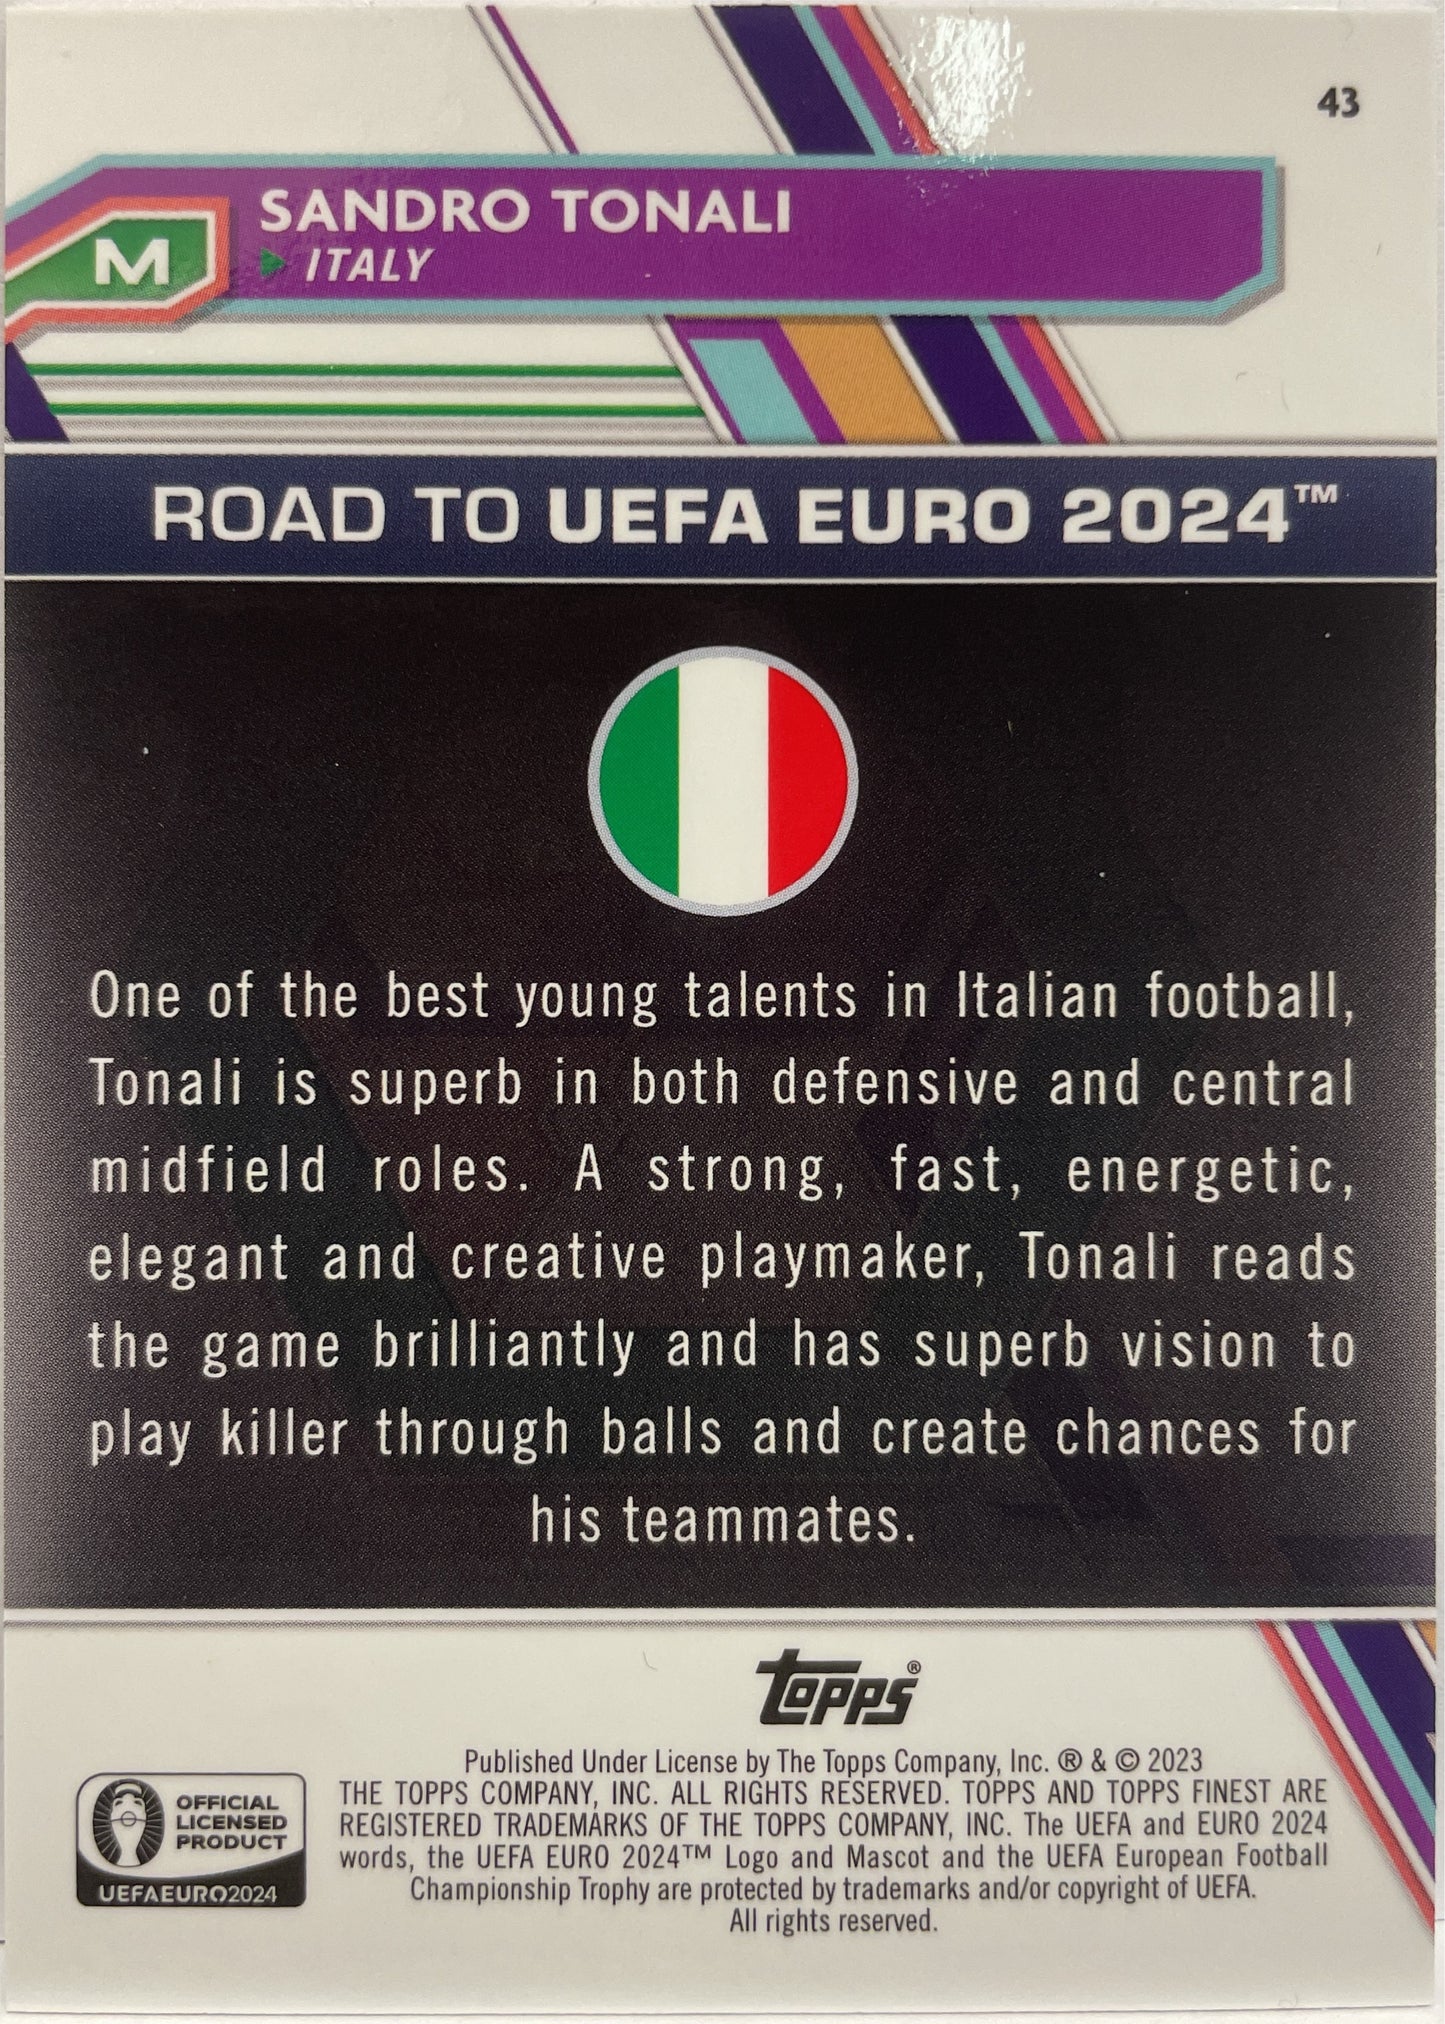 43
SANDRO TONALI
M
ITALY
ROAD TO UEFA EURO 2024™
One of the best young talents in Italian football,
Tonali is superb in both defensive and central
midfield roles. A strong, fast, energetic,
elegant and creative playmaker, Tonali reads
the game brilliantly and has superb vision to
play killer through balls and create chances for
his teammates.
topps®
Published Under License by The Topps Company, Inc. ® & © 2023
THE TOPPS COMPANY, INC. ALL RIGHTS RESERVED. TOPPS AND TOPPS FINEST ARE
REGISTERED TRADEMARKS OF THE TOPPS COMPANY, INC. The UEFA and EURO 2024
words, the UEFA EURO 2024™ Logo and Mascot and the UEFA European Football
Championship Trophy are protected by trademarks and/or copyright of UEFA.
All rights reserved.
OFFICIAL
LICENSED
PRODUCT
UEFAEURO2024